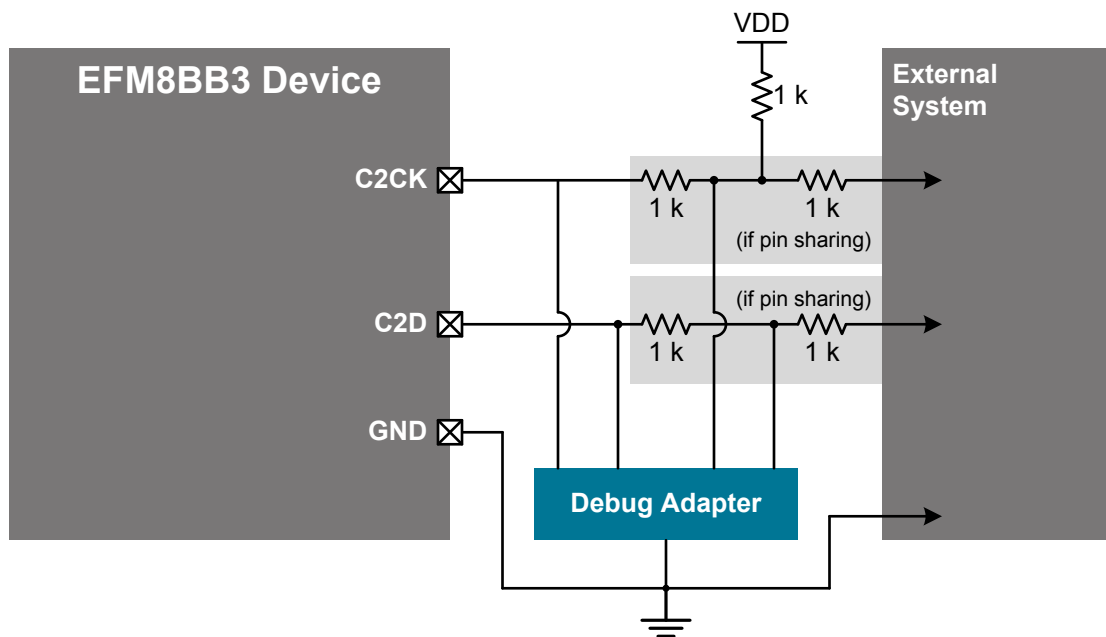 VDD
EFM8BB3 Device
External
System
1 k
C2CK
1 k
1 k
(if pin sharing)
(if pin sharing)
C2D
1 k
1 k
GND
Debug Adapter